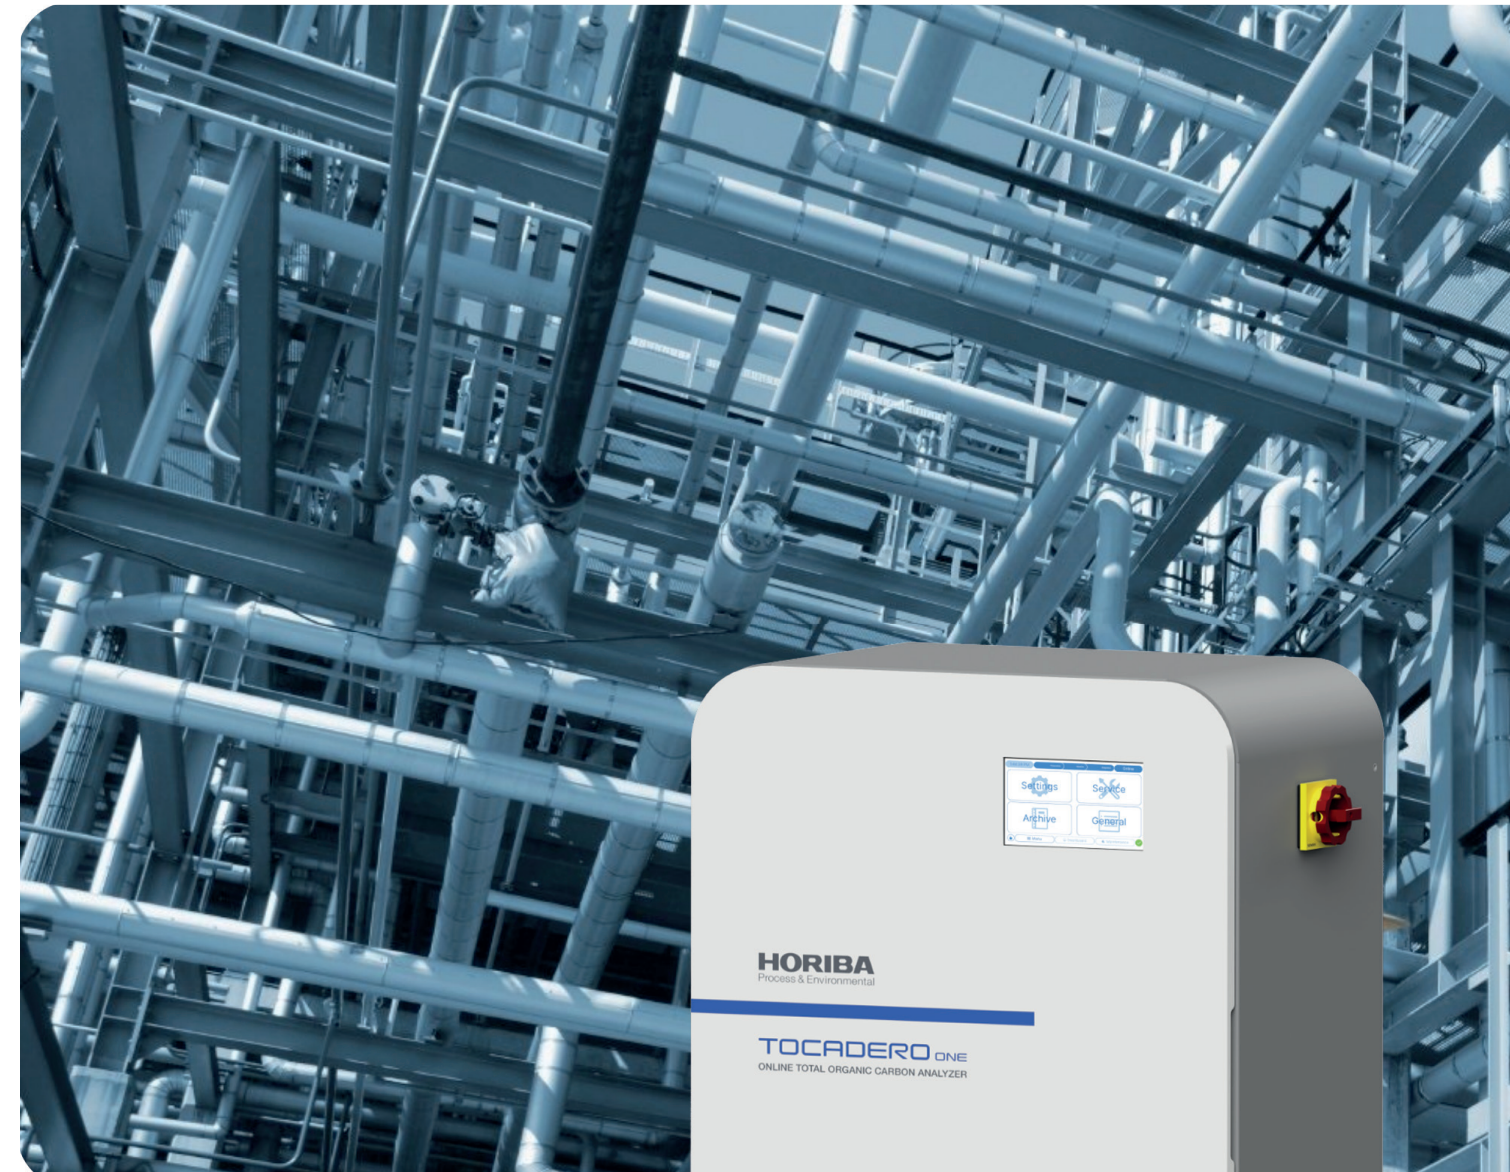 Settings
Service
Archive
General
HORIBA
Process & Environmental
TOCADERO ONE
ONLINE TOTAL ORGANIC CARBON ANALYZER